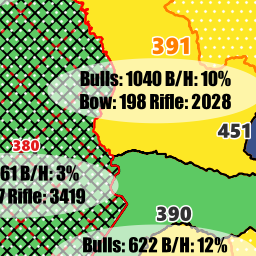 391
Bulls: 1040 B/H: 10%
Bow: 198 Rifle: 2028
451
380
61 B/H: 3%
7 Rifle: 3419
390
Bulls: 622 B/H: 12%